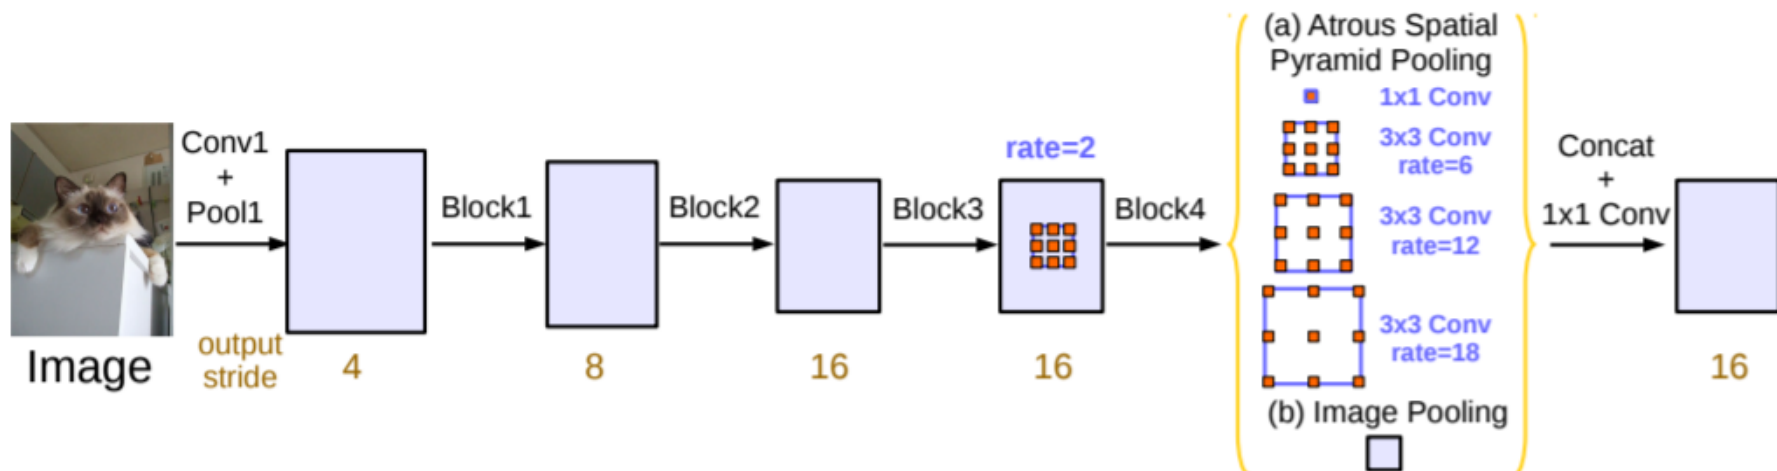 Image
Conv1
+
Pool1
output
stride
4
Block1
8
Block2
16
Block3
rate=2
16
Block4
(a) Atrous Spatial
Pyramid Pooling
1x1 Conv
3x3 Conv
rate=6
3x3 Conv
rate=12
3x3 Conv
rate=18
(b) Image Pooling
Concat
+
1x1 Conv
16